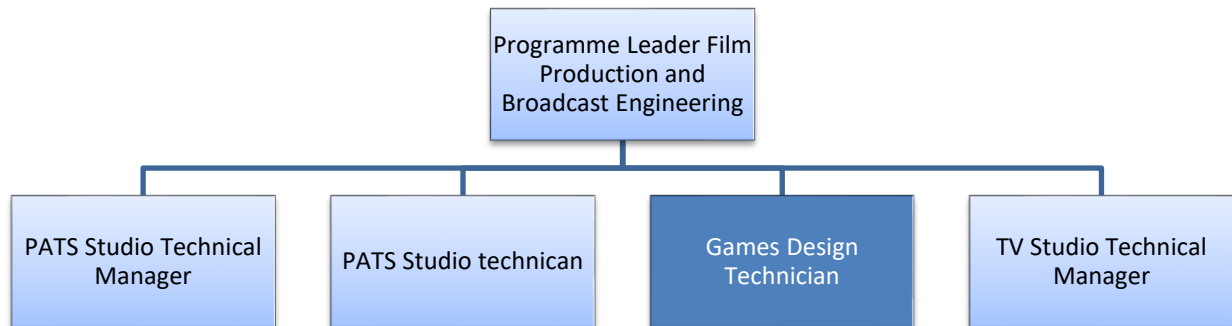 Programme Leader Film
Production and
Broadcast Engineering
PATS Studio Technical
Manager
PATS Studio technican
Games Design
Technician
TV Studio Technical
Manager